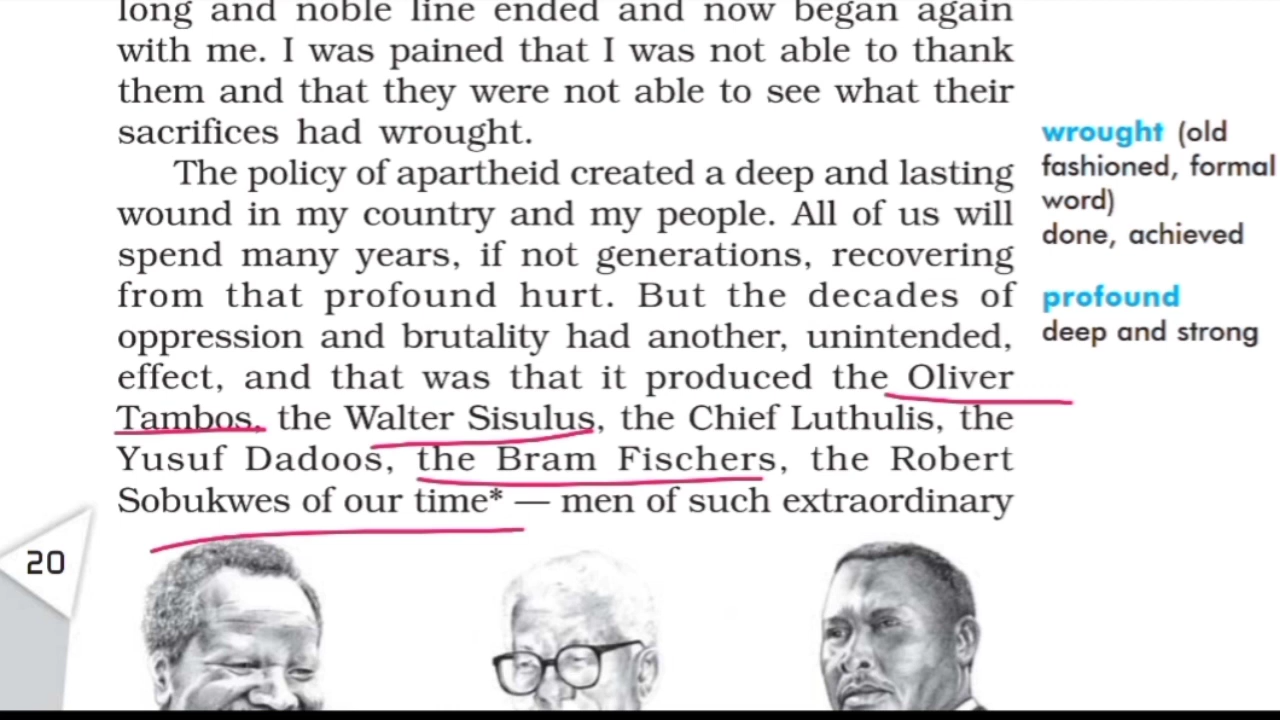 long and noble line ended and now began again
with me. I was pained that I was not able to thank
them and that they were not able to see what their
sacrifices had wrought.
The policy of apartheid created a deep and lasting
wound in my country and my people. All of us will
spend many years, if not generations, recovering
from that profound hurt. But the decades of
oppression and brutality had another, unintended,
effect, and that was that it produced the Oliver
Tambos, the Walter Sisulus, the Chief Luthulis, the
Yusuf Dadoos, the Bram Fischers, the Robert
Sobukwes of our time* — men of such extraordinary
wrought (old
fashioned, formal
word)
done, achieved
profound
deep and strong
20